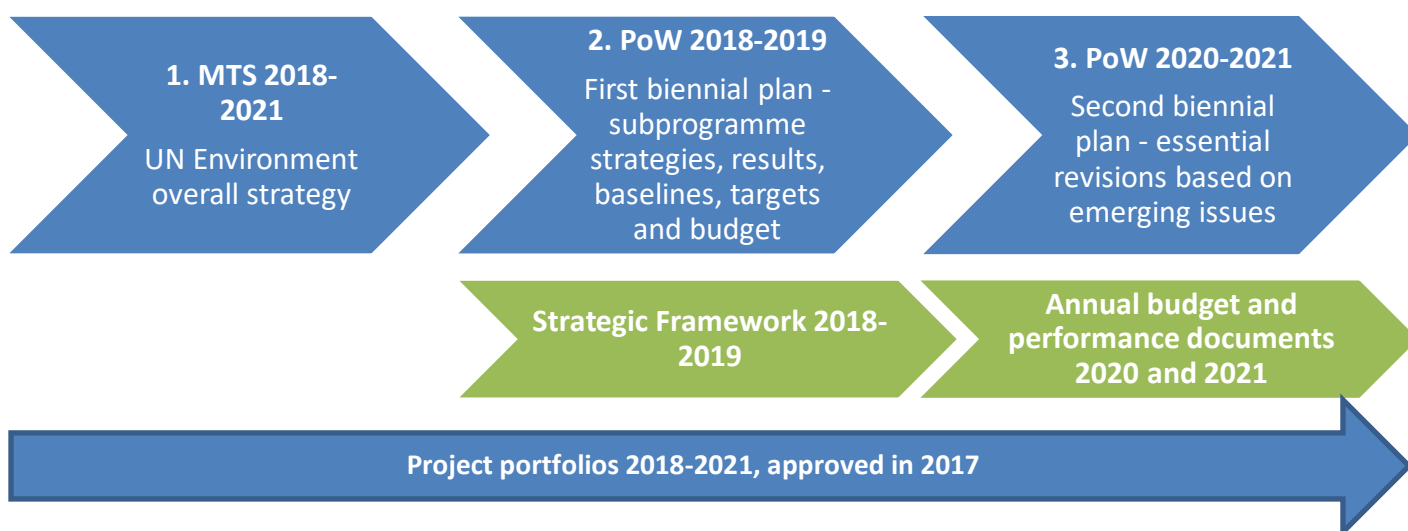 1. MTS 2018-
2021
UN Environment
overall strategy
2. PoW 2018-2019
First biennial plan -
subprogramme
strategies, results,
baselines, targets
and budget
3. PoW 2020-2021
Second biennial
plan - essential
revisions based on
emerging issues
Strategic Framework 2018-
2019
Annual budget and
performance documents
2020 and 2021
Project portfolios 2018-2021, approved in 2017